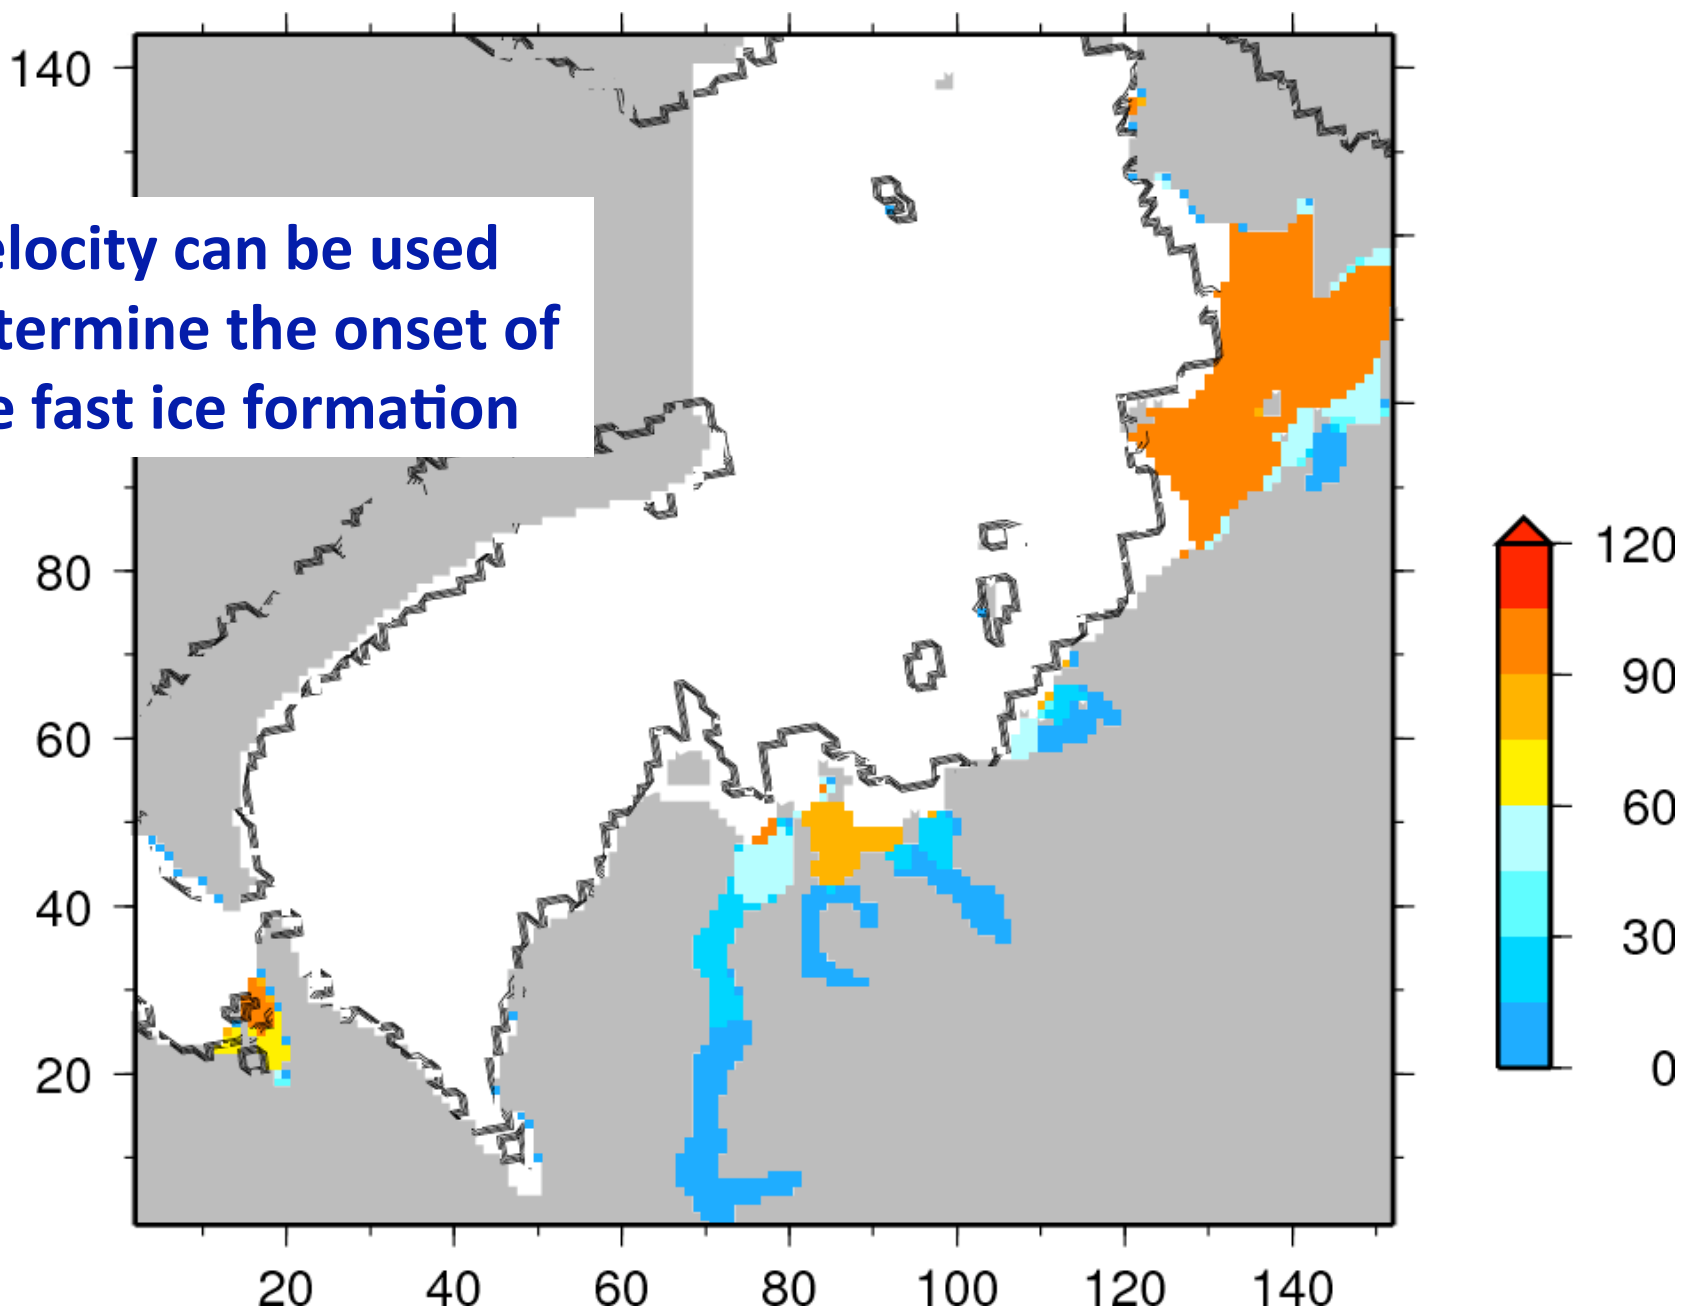 140
elocity can be used
termine the onset of
e fast ice formation
80
60
40
20
20 40 60 80 100 120 140
120
90
60
30
0